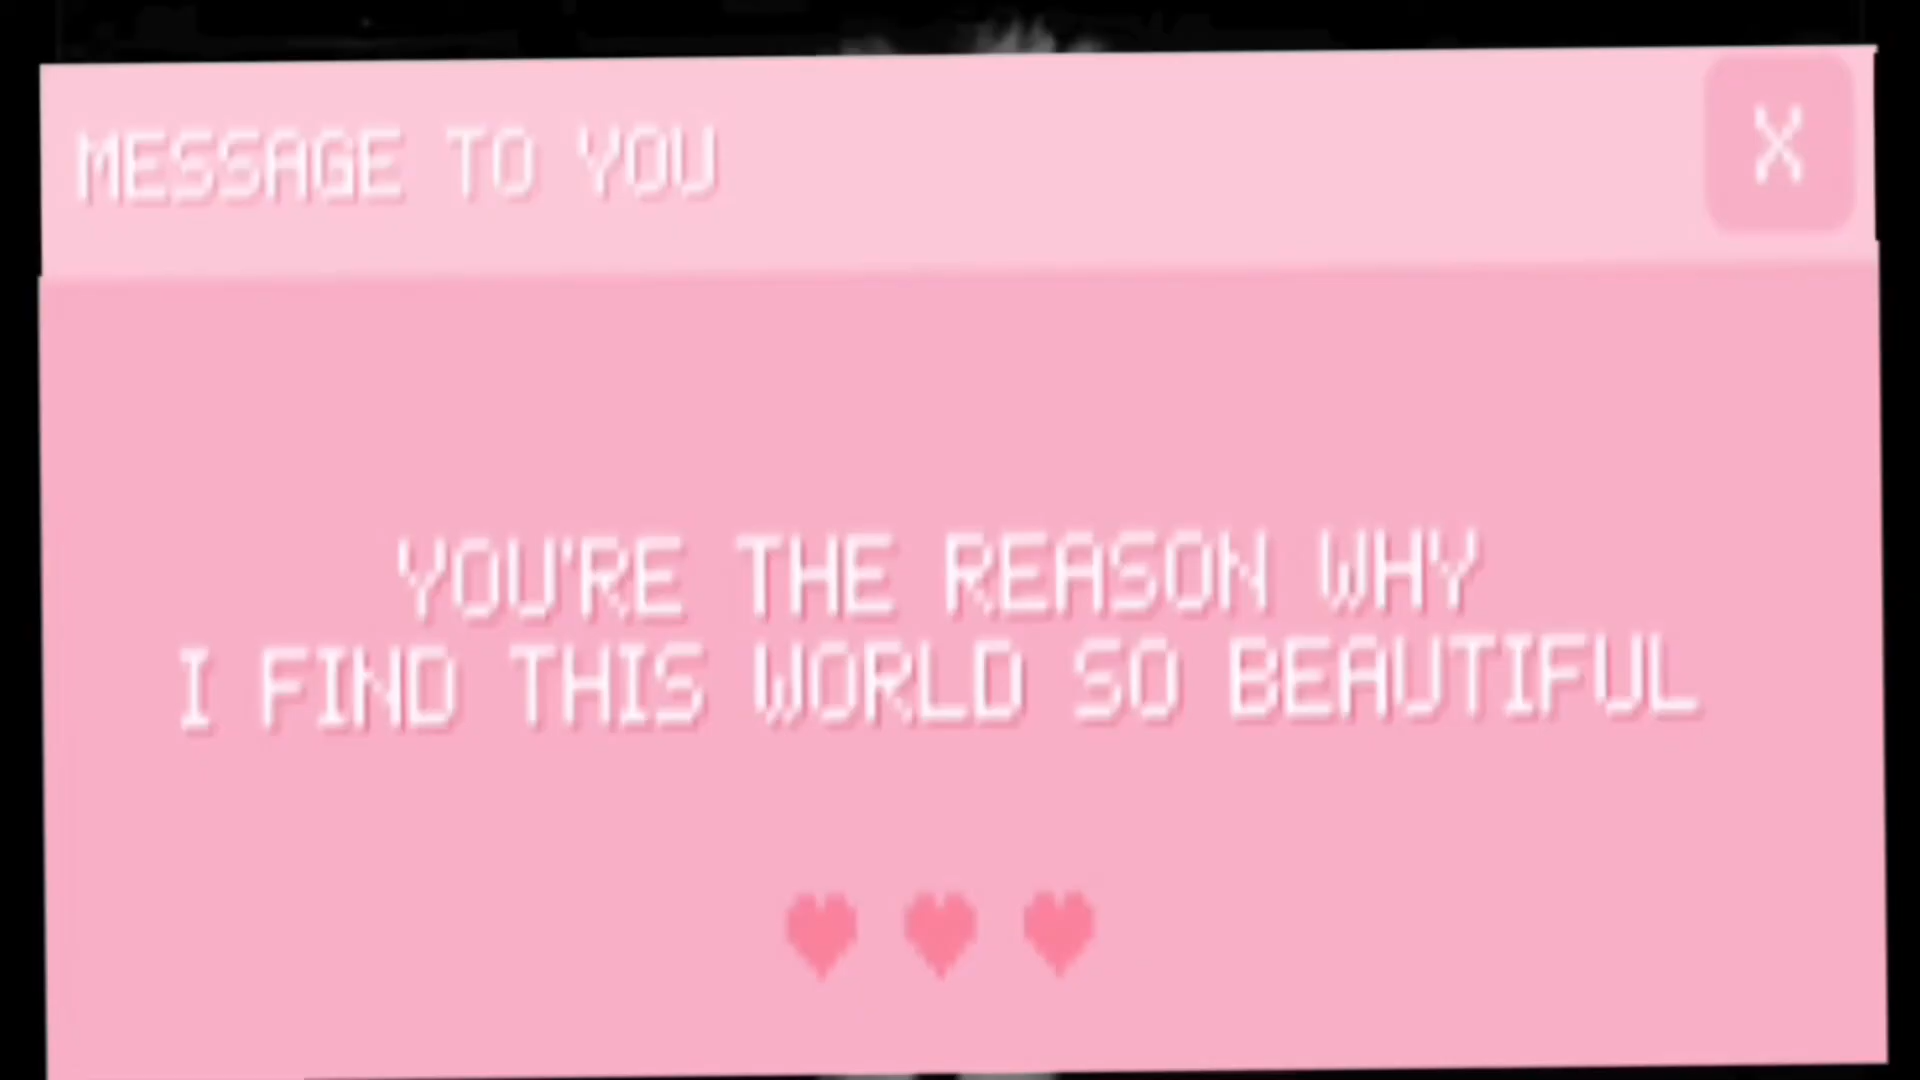 MESSAGE TO YOU
X
YOU'RE THE REASON WHY
I FIND THIS WORLD SO BEAUTIFUL